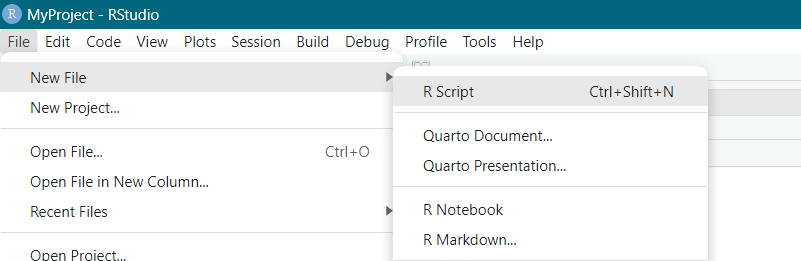 R MyProject - RStudio
File Edit Code View Plots Session Build Debug Profile Tools Help
New File
New Project...
Open File... Ctrl+O
Open File in New Column...
Recent Files
Open Project...
R Script Ctrl+Shift+N
Quarto Document...
Quarto Presentation...
R Notebook
R Markdown...